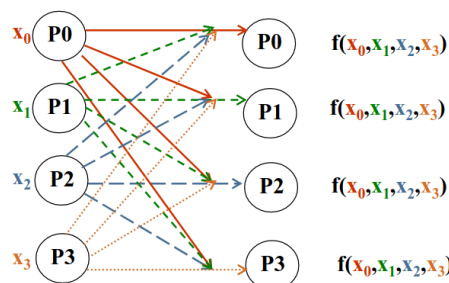 x0 P0 P0 f(x0,x1,x2,x3)
x1 P1 P1 f(x0,x1,x2,x3)
x2 P2 P2 f(x0,x1,x2,x3)
x3 P3 P3 f(x0,x1,x2,x3)